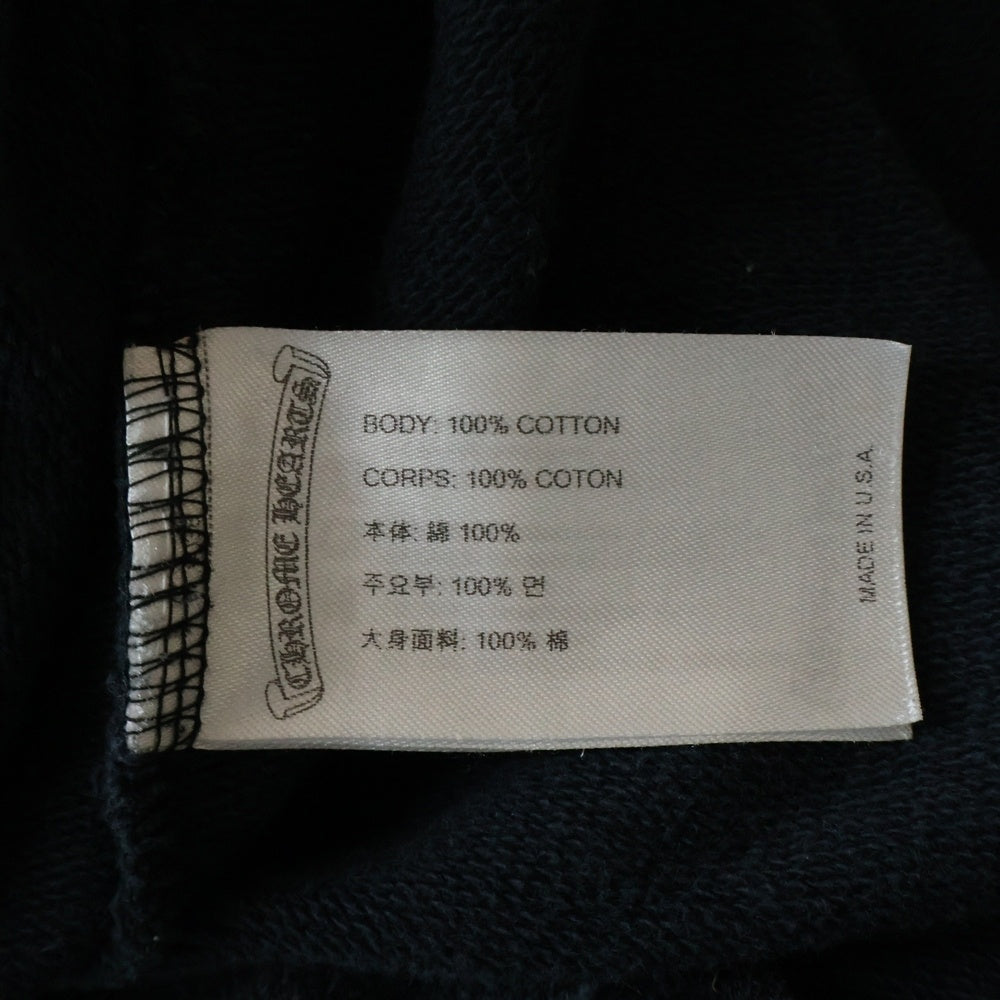 CHROME HEARTS
BODY: 100% COTTON
CORPS: 100% COTON
本体: 綿 100%
주요부: 100% 면
大身面料: 100% 棉
MADE IN U.S.A.